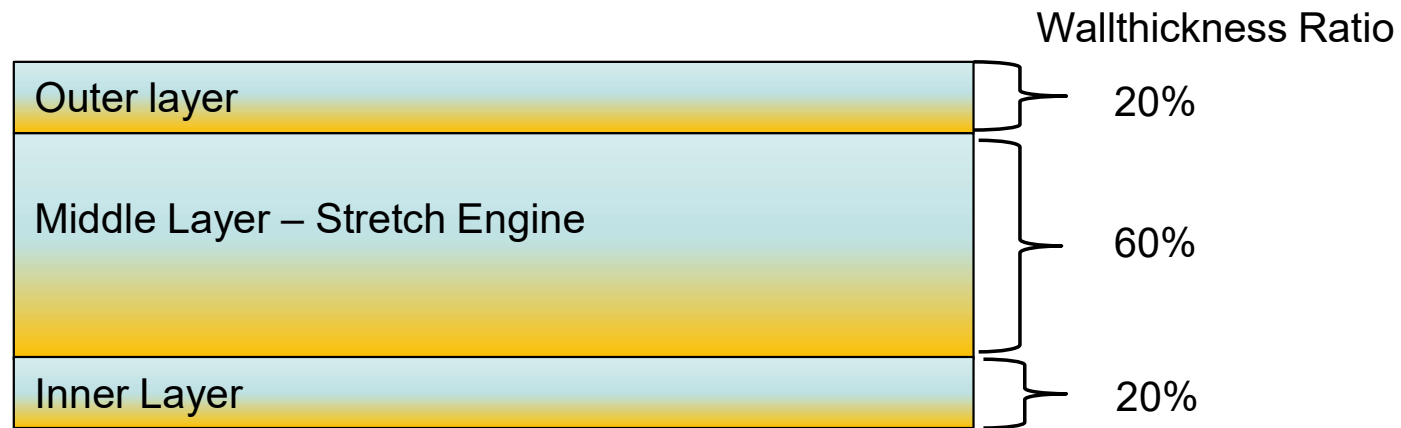 Wallthickness Ratio
Outer layer
20%
Middle Layer – Stretch Engine
60%
Inner Layer
20%